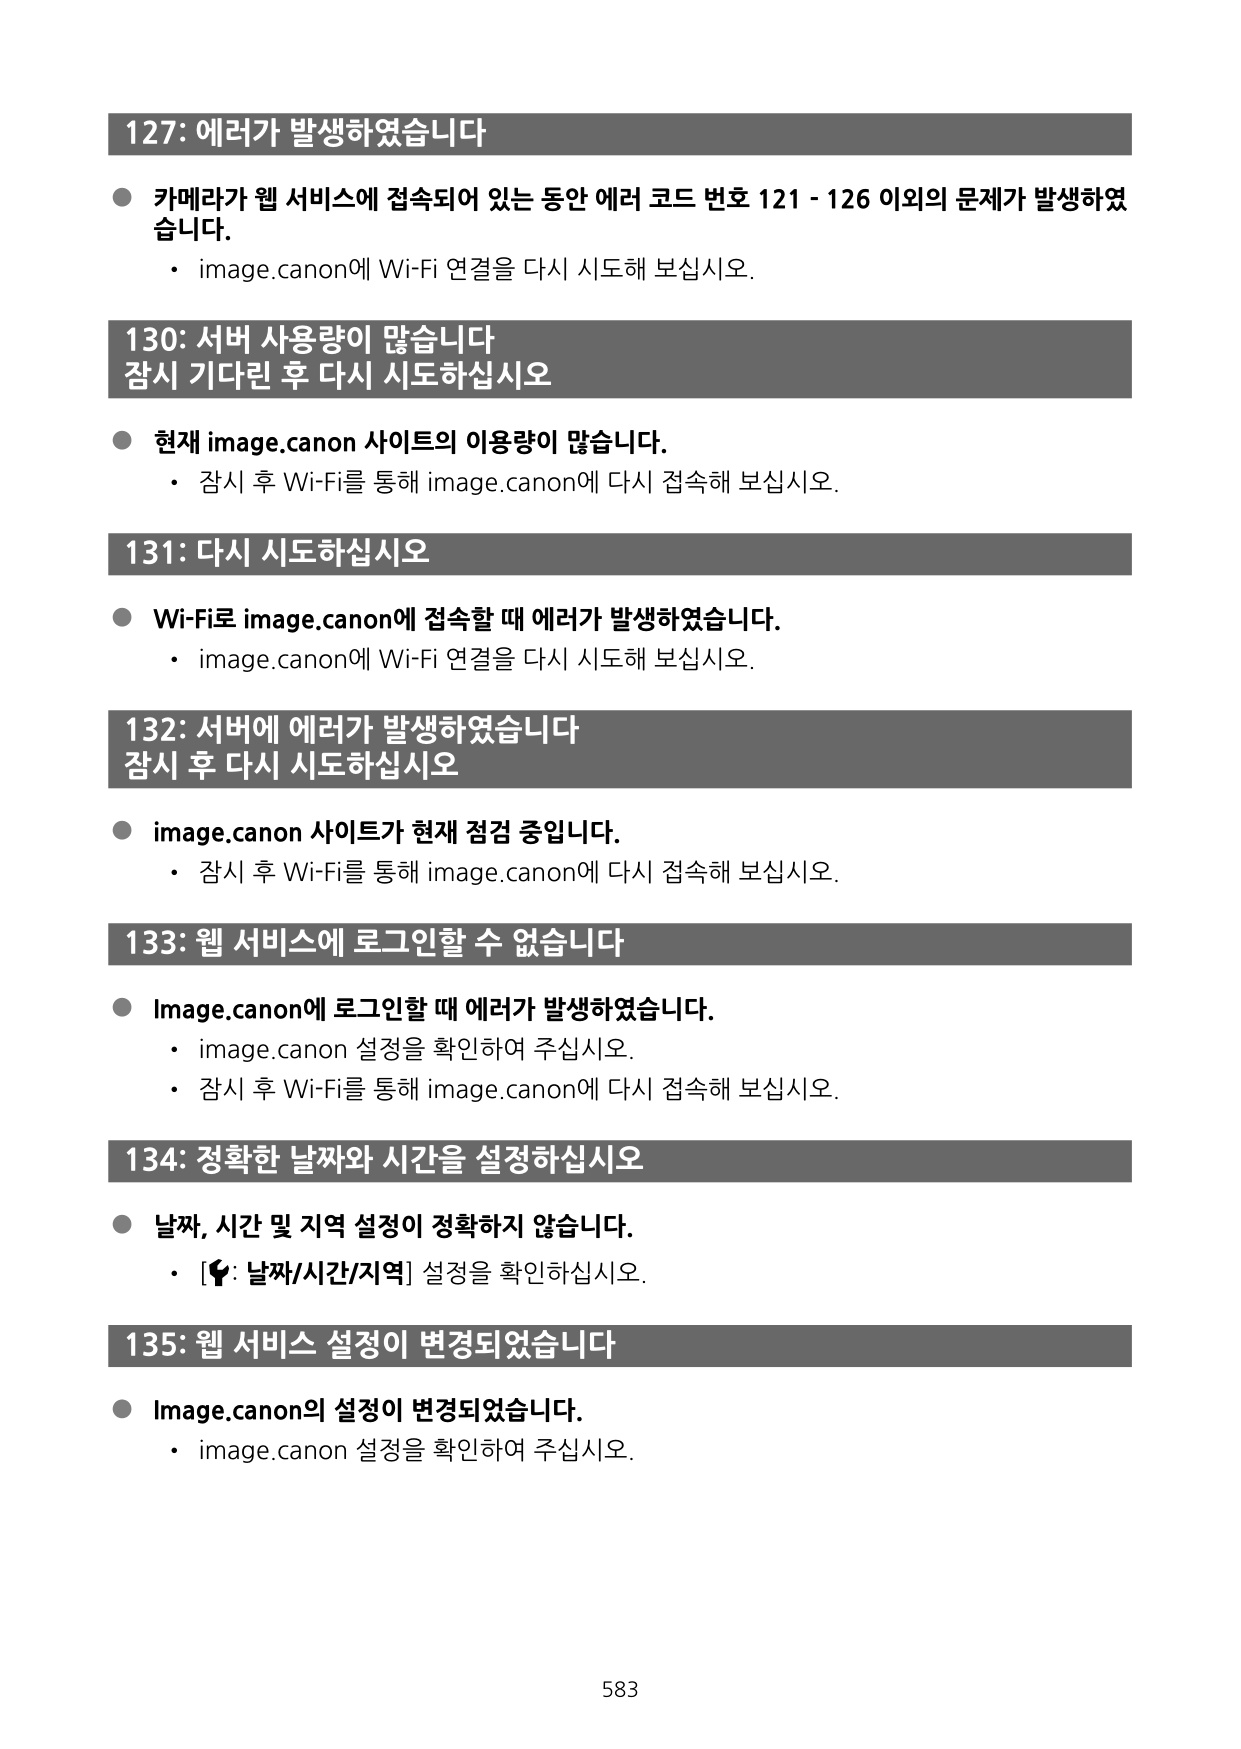 127: 에러가 발생하였습니다
● 카메라가 웹 서비스에 접속되어 있는 동안 에러 코드 번호 121 - 126 이외의 문제가 발생하였
습니다.
• image.canon에 Wi-Fi 연결을 다시 시도해 보십시오.
130: 서버 사용량이 많습니다
잠시 기다린 후 다시 시도하십시오
● 현재 image.canon 사이트의 이용량이 많습니다.
• 잠시 후 Wi-Fi를 통해 image.canon에 다시 접속해 보십시오.
131: 다시 시도하십시오
● Wi-Fi로 image.canon에 접속할 때 에러가 발생하였습니다.
• image.canon에 Wi-Fi 연결을 다시 시도해 보십시오.
132: 서버에 에러가 발생하였습니다
잠시 후 다시 시도하십시오
● image.canon 사이트가 현재 점검 중입니다.
• 잠시 후 Wi-Fi를 통해 image.canon에 다시 접속해 보십시오.
133: 웹 서비스에 로그인할 수 없습니다
● Image.canon에 로그인할 때 에러가 발생하였습니다.
• image.canon 설정을 확인하여 주십시오.
• 잠시 후 Wi-Fi를 통해 image.canon에 다시 접속해 보십시오.
134: 정확한 날짜와 시간을 설정하십시오
● 날짜, 시간 및 지역 설정이 정확하지 않습니다.
• [: 날짜/시간/지역] 설정을 확인하십시오.
135: 웹 서비스 설정이 변경되었습니다
● Image.canon의 설정이 변경되었습니다.
• image.canon 설정을 확인하여 주십시오.
583